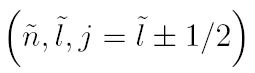 (ñ, l̃, j = l̃ ± 1/2)